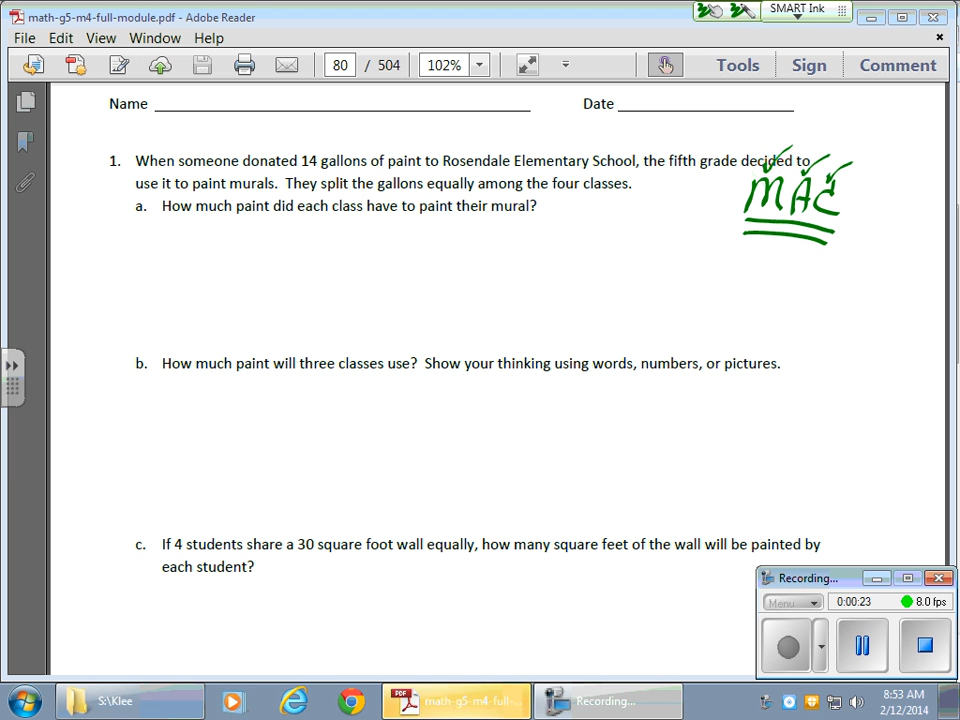 math-g5-m4-full-module.pdf - Adobe Reader
SMART Ink
File Edit View Window Help
80 / 504 102% Tools Sign Comment
Name Date
1. When someone donated 14 gallons of paint to Rosendale Elementary School, the fifth grade decided to
use it to paint murals. They split the gallons equally among the four classes.
MAC
a. How much paint did each class have to paint their mural?
b. How much paint will three classes use? Show your thinking using words, numbers, or pictures.
c. If 4 students share a 30 square foot wall equally, how many square feet of the wall will be painted by
each student?
Recording...
Menu 0:00:23 8.0 fps
S:\Klee math-g5-m4-full-... Recording... 8:53 AM
2/12/2014